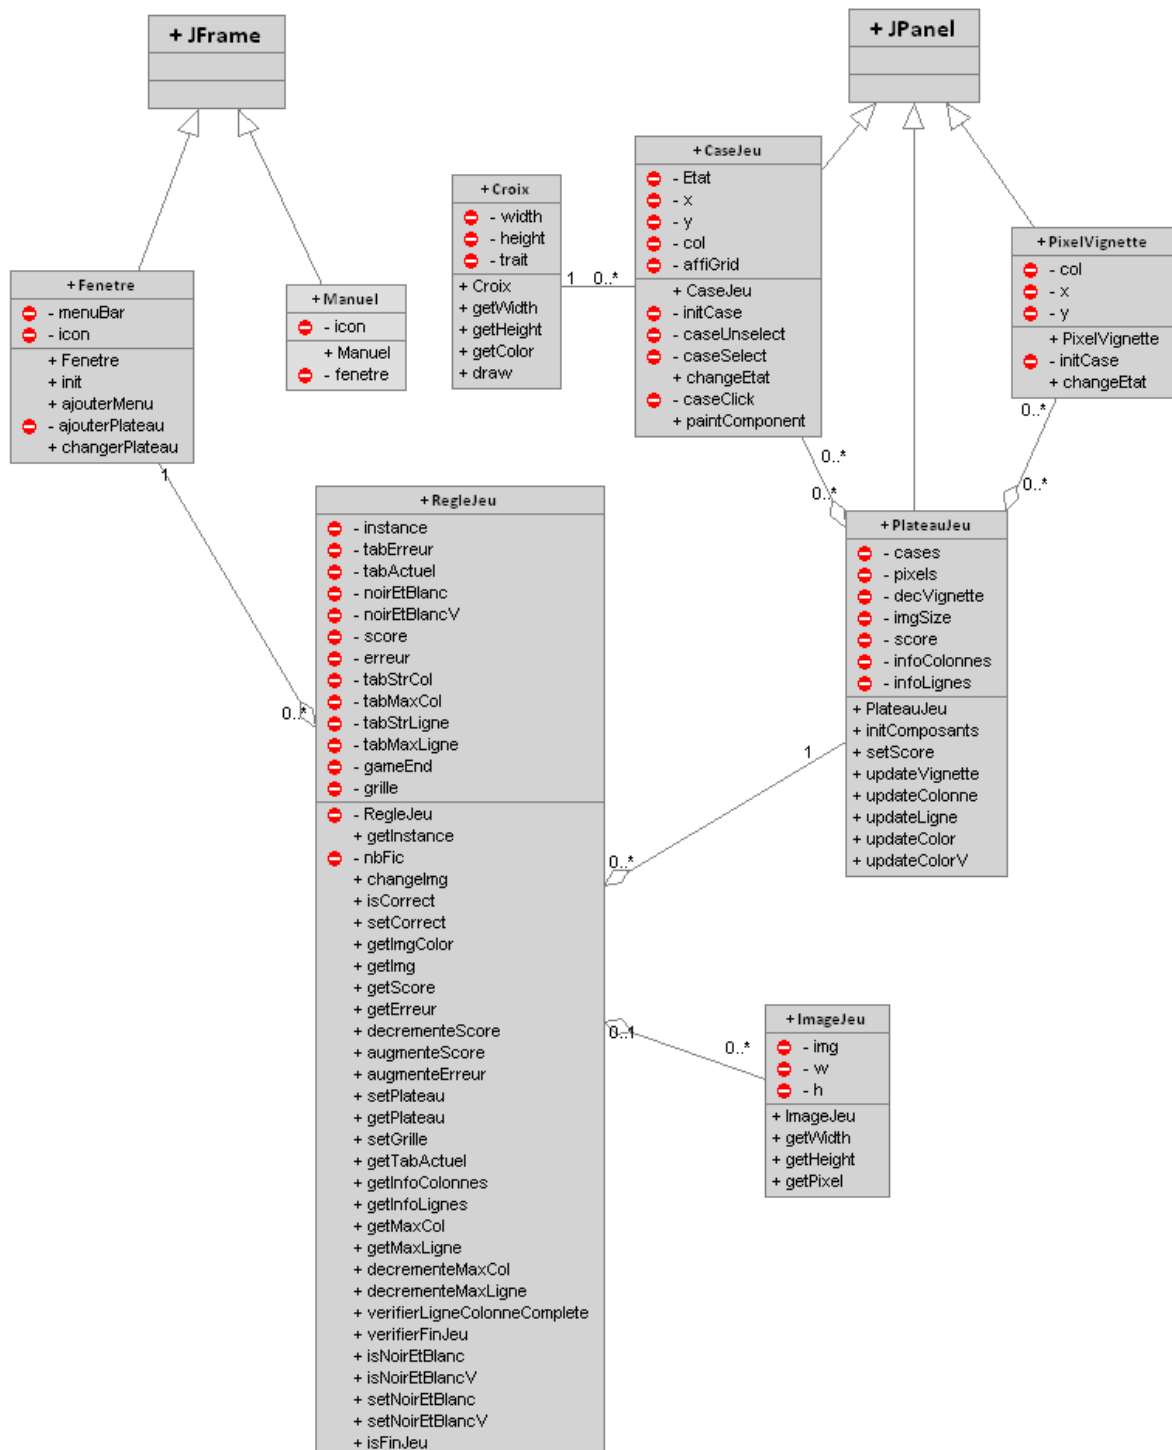 + JFrame
+ JPanel
+ CaseJeu
- Etat
- x
- y
- col
- affiGrid
+ CaseJeu
- initCase
- caseUnselect
- caseSelect
+ changeEtat
- caseClick
+ paintComponent
+ Croix
- width
- height
- trait
+ Croix
+ getWidth
+ getHeight
+ getColor
+ draw
1
0..*
+ PixelVignette
- col
- x
- y
+ PixelVignette
- initCase
+ changeEtat
+ Fenetre
- menuBar
- icon
+ Fenetre
+ init
+ ajouterMenu
- ajouterPlateau
+ changerPlateau
+ Manuel
- icon
+ Manuel
- fenetre
0..*
0..*
0..*
0..*
1
0..*
+ RegleJeu
- instance
- tabErreur
- tabActuel
- noirEtBlanc
- noirEtBlancV
- score
- erreur
- tabStrCol
- tabMaxCol
- tabStrLigne
- tabMaxLigne
- gameEnd
- grille
- RegleJeu
+ getInstance
- nbFic
+ changeImg
+ isCorrect
+ setCorrect
+ getImgColor
+ getImg
+ getScore
+ getErreur
+ decrementeScore
+ augmenteScore
+ augmenteErreur
+ setPlateau
+ getPlateau
+ setGrille
+ getTabActuel
+ getInfoColonnes
+ getInfoLignes
+ getMaxCol
+ getMaxLigne
+ decrementeMaxCol
+ decrementeMaxLigne
+ verifierLigneColonneComplete
+ verifierFinJeu
+ isNoirEtBlanc
+ isNoirEtBlancV
+ setNoirEtBlanc
+ setNoirEtBlancV
+ isFinJeu
+ PlateauJeu
- cases
- pixels
- decVignette
- imgSize
- score
- infoColonnes
- infoLignes
+ PlateauJeu
+ initComposants
+ setScore
+ updateVignette
+ updateColonne
+ updateLigne
+ updateColor
+ updateColorV
1
0..*
0..1
0..*
+ ImageJeu
- img
- w
- h
+ ImageJeu
+ getWidth
+ getHeight
+ getPixel